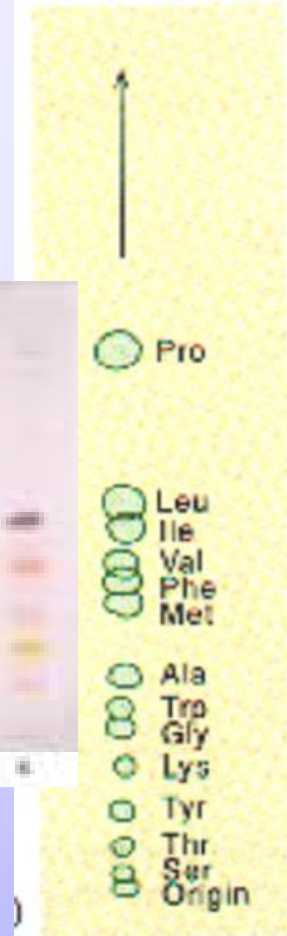 Pro
Leu
Ile
Val
Phe
Met
Ala
Trp
Gly
Lys
Tyr
Thr
Ser
Origin
)